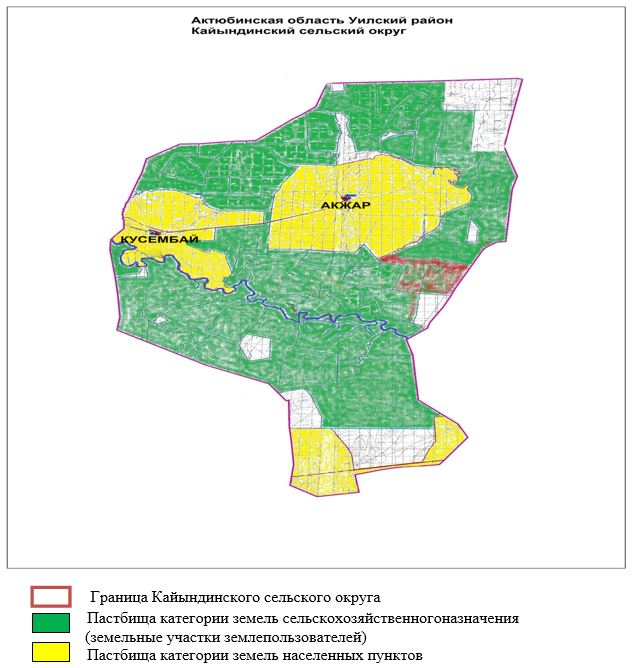 Актюбинская область Уилский район
Кайындинский сельский округ
АКЖАР
КУСЕМБАЙ
Граница Кайындинского сельского округа
Пастбища категории земель сельскохозяйственногоназначения
(земельные участки землепользователей)
Пастбища категории земель населенных пунктов